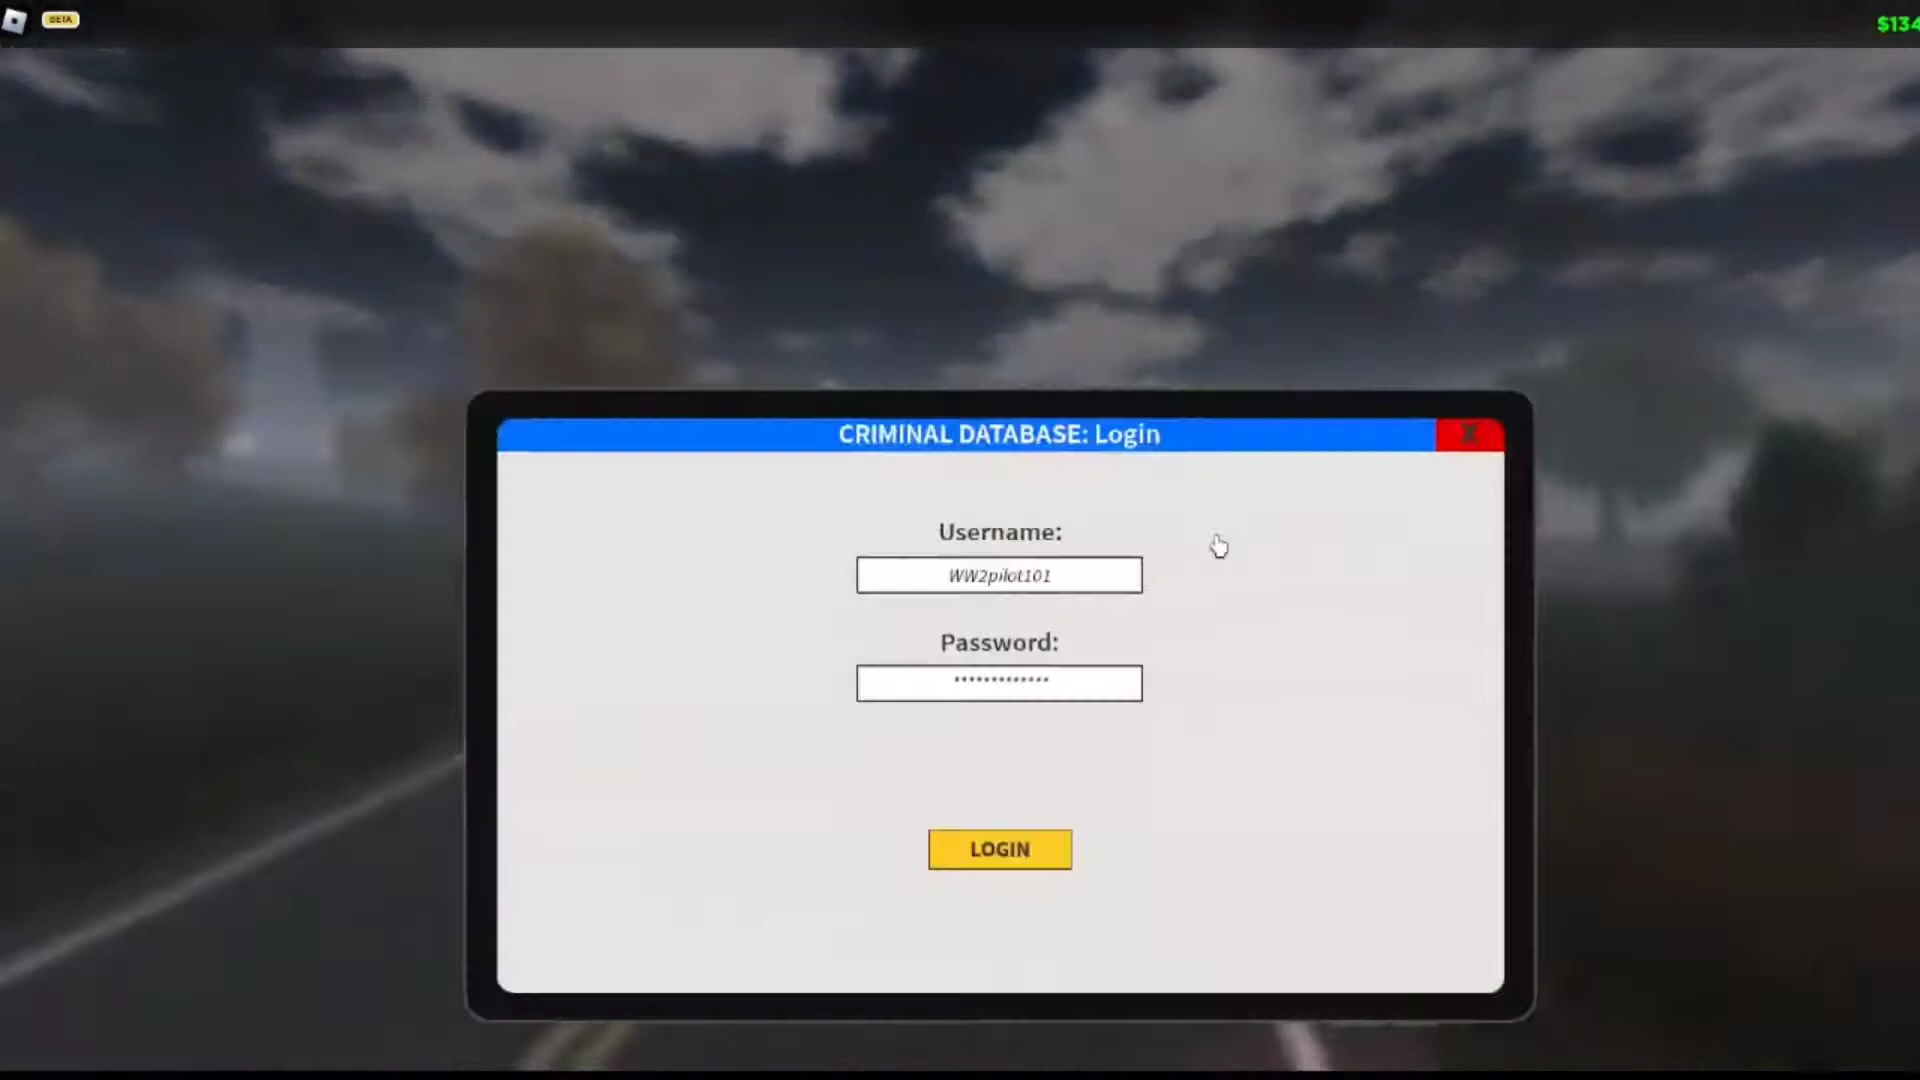 BETA
$134
CRIMINAL DATABASE: Login
X
Username:
WW2pilot101
Password:
*************
LOGIN